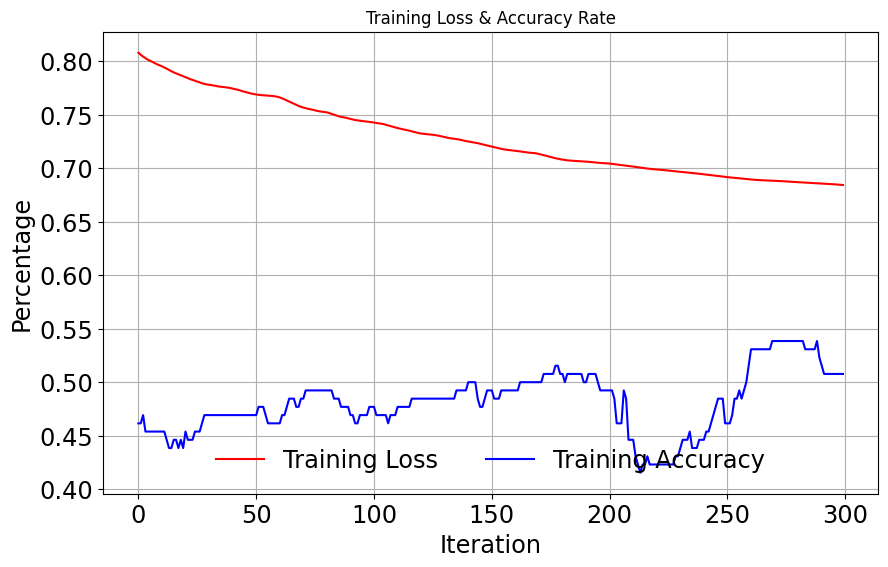 Training Loss & Accuracy Rate
Percentage
0.80
0.75
0.70
0.65
0.60
0.55
0.50
0.45
0.40
Training Loss Training Accuracy
0 50 100 150 200 250 300
Iteration